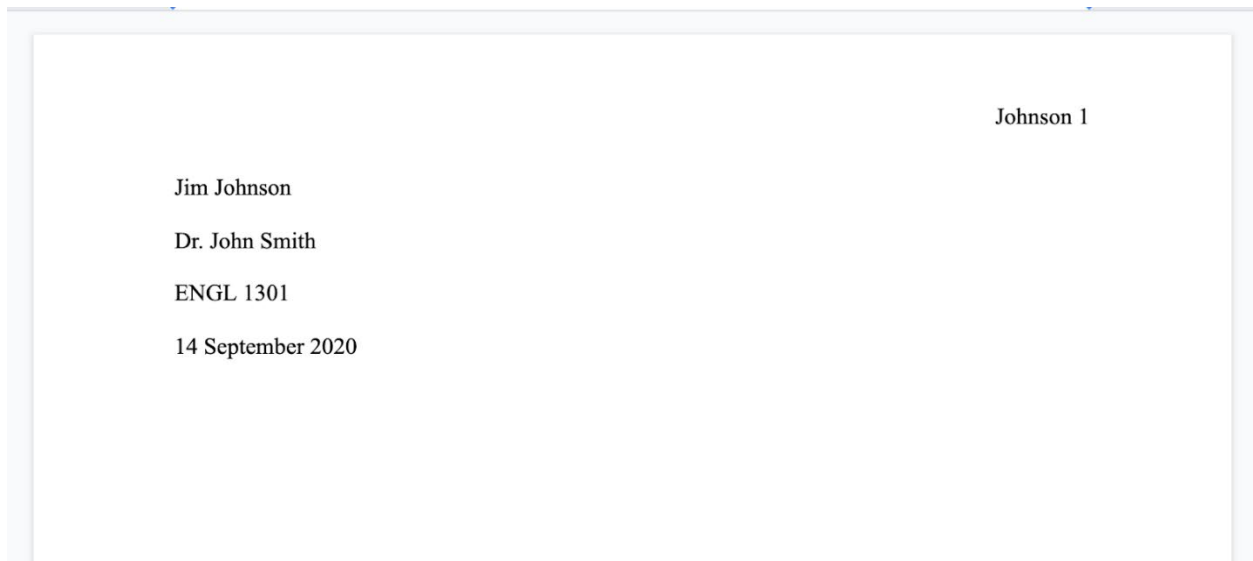 Johnson 1
Jim Johnson
Dr. John Smith
ENGL 1301
14 September 2020